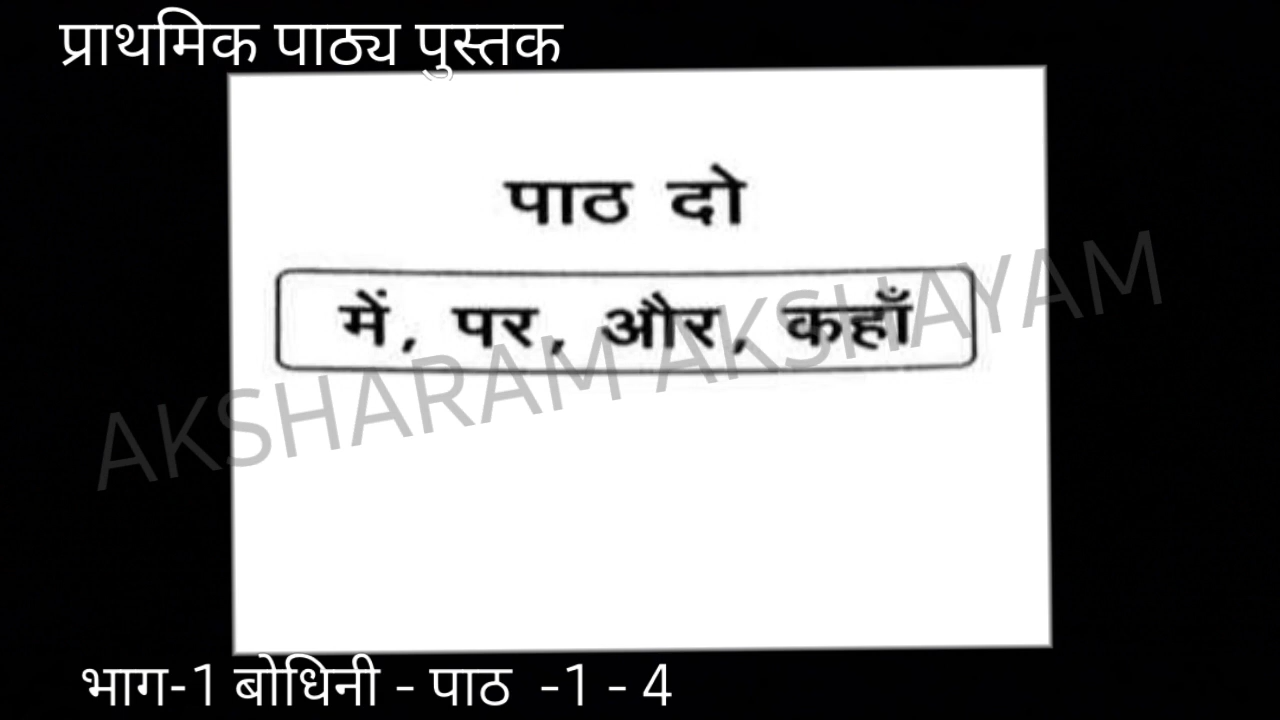 प्राथमिक पाठ्य पुस्तक
पाठ दो
में, पर, और, कहाँ
AKSHARAM AKSHAYAM
भाग-1 बोधिनी - पाठ -1 - 4